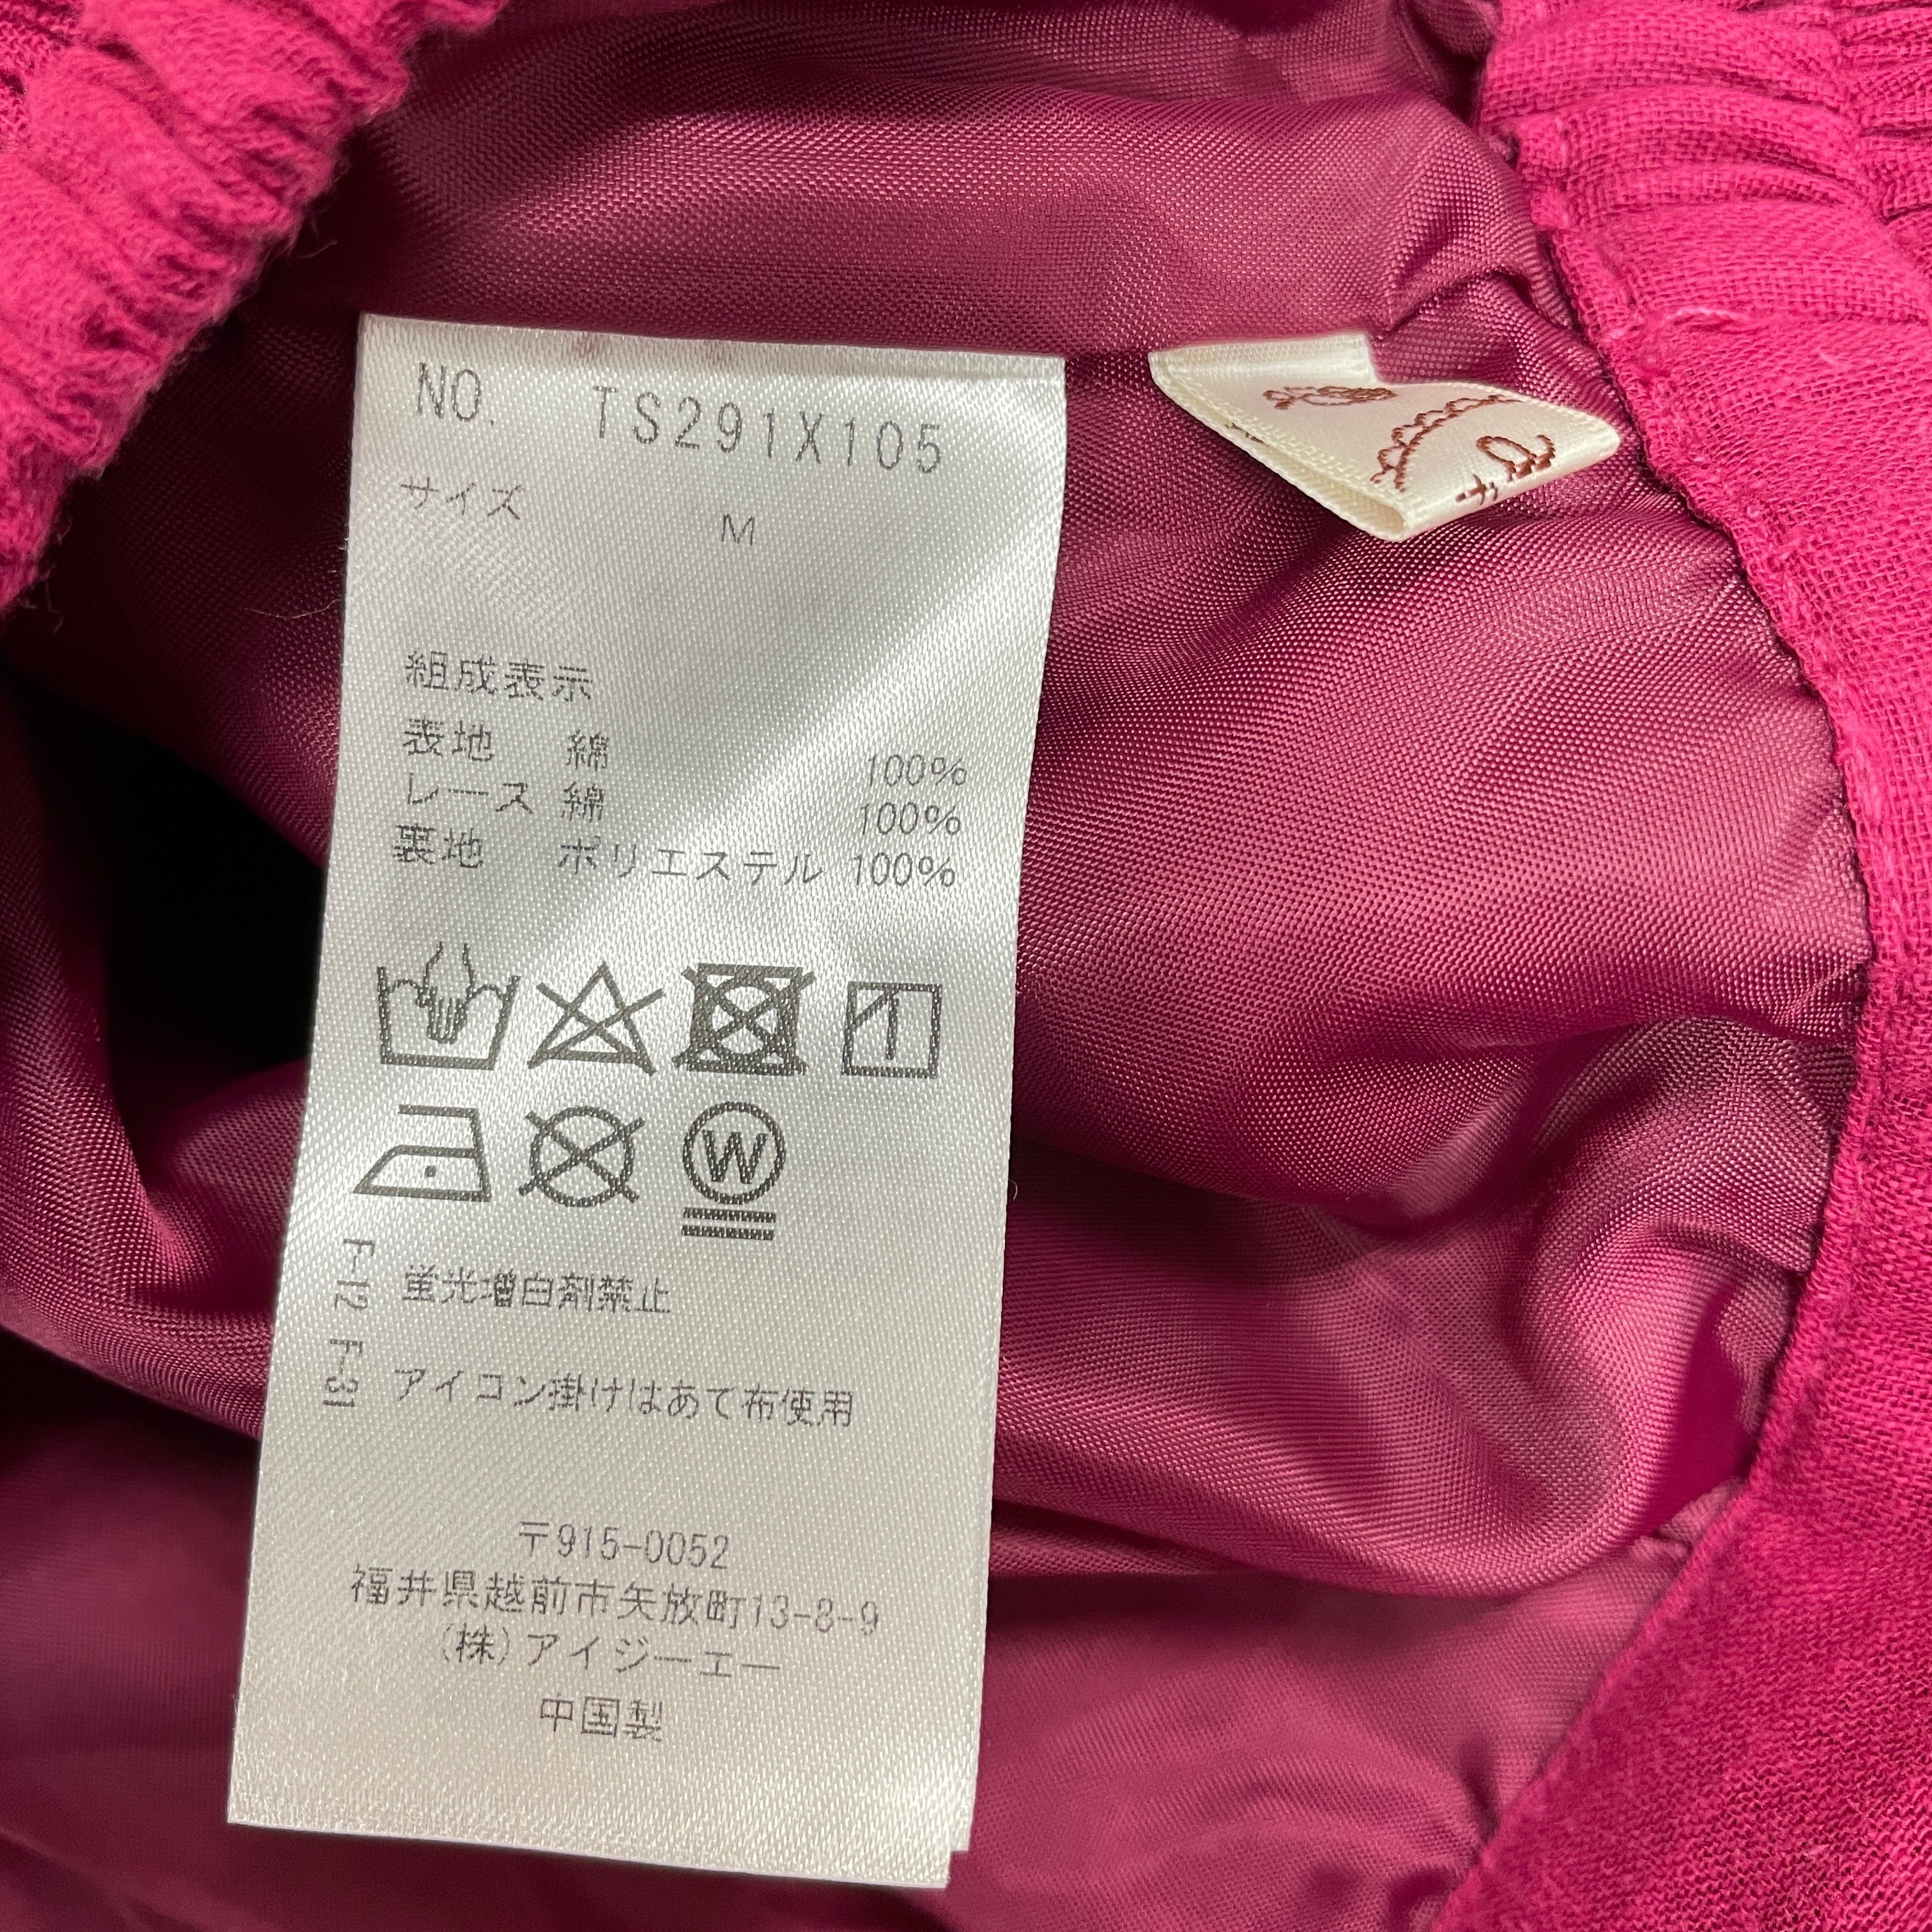 NO. TS291X105
サイズ M
組成表示
表地 綿 100%
レース 綿 100%
裏地 ポリエステル 100%
W
F-12 蛍光増白剤禁止
F-31 アイコン掛けはあて布使用
〒915-0052
福井県越前市矢放町13-8-9
(株)アイジーエー
中国製